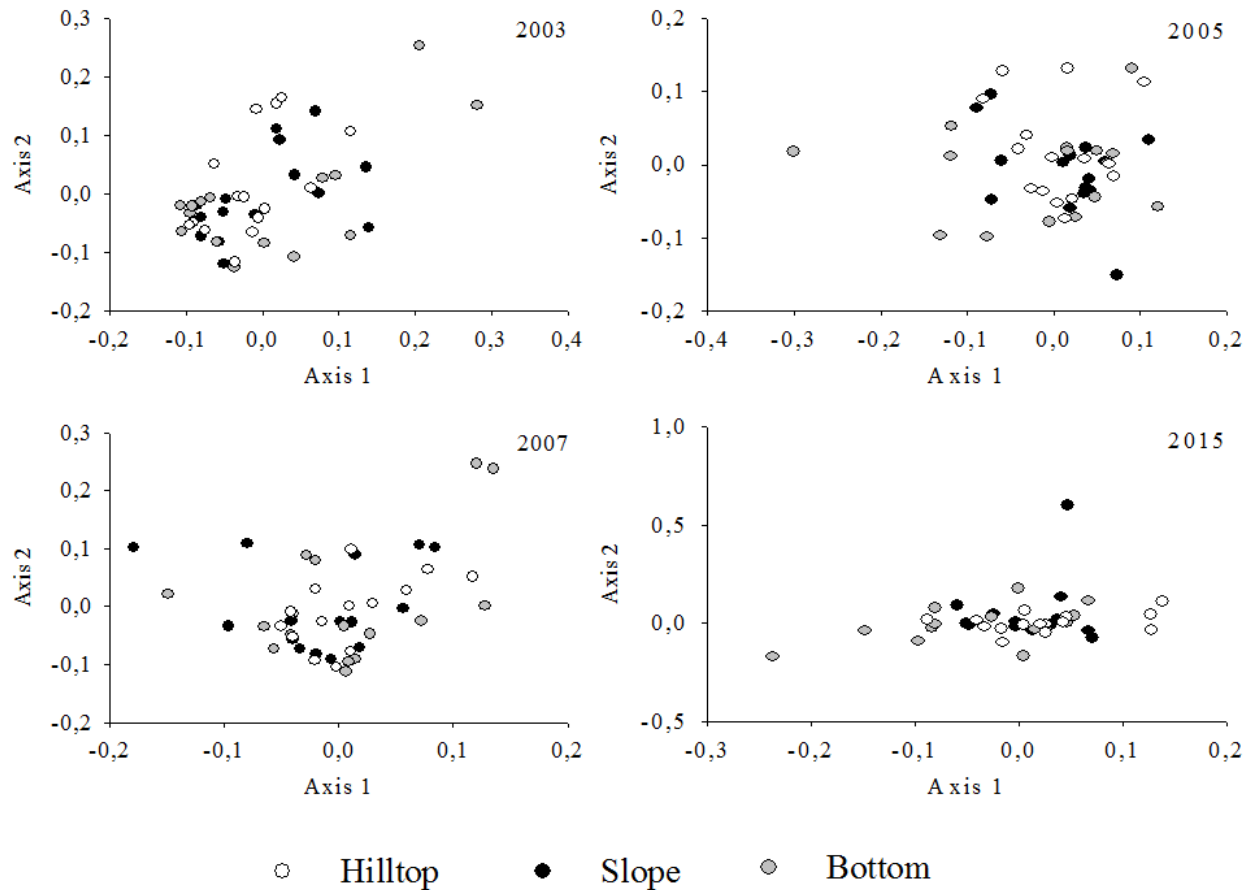 2003
0,3
0,2
0,1
0,0
-0,1
-0,2
Axis 2
-0,2 -0,1 0,0 0,1 0,2 0,3 0,4
Axis 1
2005
0,2
0,1
0,0
-0,1
-0,2
Axis 2
-0,4 -0,3 -0,2 -0,1 0,0 0,1 0,2
Axis 1
2007
0,3
0,2
0,1
0,0
-0,1
-0,2
Axis 2
-0,2 -0,1 0,0 0,1 0,2
Axis 1
2015
1,0
0,5
0,0
-0,5
Axis 2
-0,3 -0,2 -0,1 0,0 0,1 0,2
Axis 1
Hilltop Slope Bottom